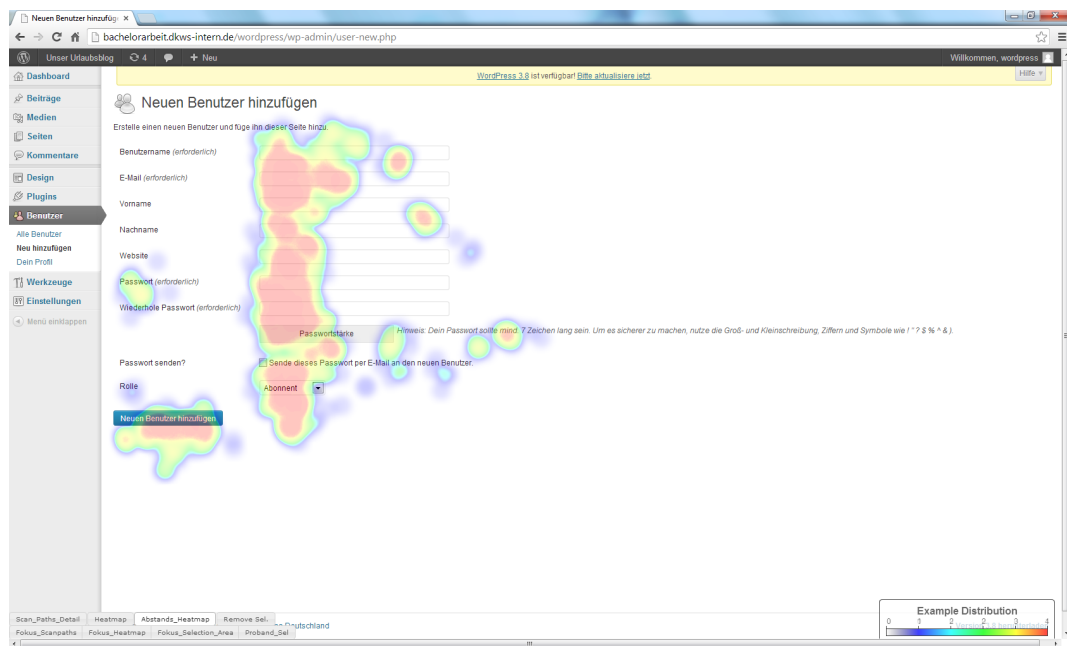 Neuen Benutzer hinzufüg
bachelorarbeit.dkws-intern.de/wordpress/wp-admin/user-new.php
Unser Urlaubsblog 4 + Neu Willkommen, wordpress
WordPress 3.8 ist verfügbar! Bitte aktualisiere jetzt.
Hilfe
Dashboard
Beiträge
Medien
Seiten
Kommentare
Design
Plugins
Benutzer
Alle Benutzer
Neu hinzufügen
Dein Profil
Werkzeuge
Einstellungen
Menü einklappen
Neuen Benutzer hinzufügen
Erstelle einen neuen Benutzer und füge ihn dieser Seite hinzu.
Benutzername (erforderlich)
E-Mail (erforderlich)
Vorname
Nachname
Website
Passwort (erforderlich)
Wiederhole Passwort (erforderlich)
Passwortstärke
Hinweis: Dein Passwort sollte mind. 7 Zeichen lang sein. Um es sicherer zu machen, nutze die Groß- und Kleinschreibung, Ziffern und Symbole wie ! " ? $ % ^ & ).
Passwort senden? Sende dieses Passwort per E-Mail an den neuen Benutzer.
Rolle Abonnent
Neuen Benutzer hinzufügen
Scan_Paths_Detail Heatmap Abstands_Heatmap Remove Sel.
Deutschland
Fokus_Scanpaths Fokus_Heatmap Fokus_Selection_Area Proband_Sel
Example Distribution
0 1 2 3 4
Version 3.8 herunterladen